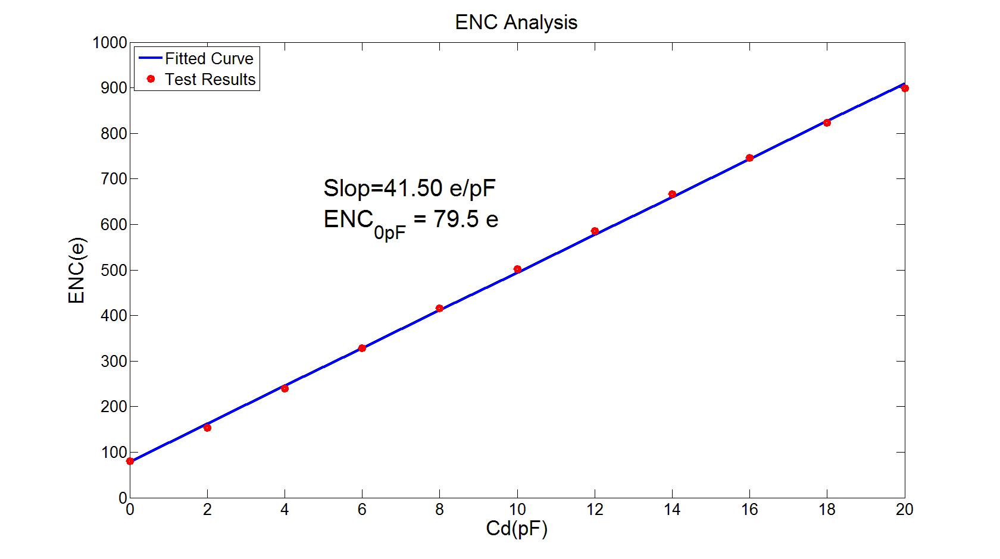 ENC Analysis
1000
900
800
700
600
500
400
300
200
100
0
Fitted Curve
Test Results
Slop=41.50 e/pF
ENC0pF = 79.5 e
ENC(e)
0 2 4 6 8 10 12 14 16 18 20
Cd(pF)